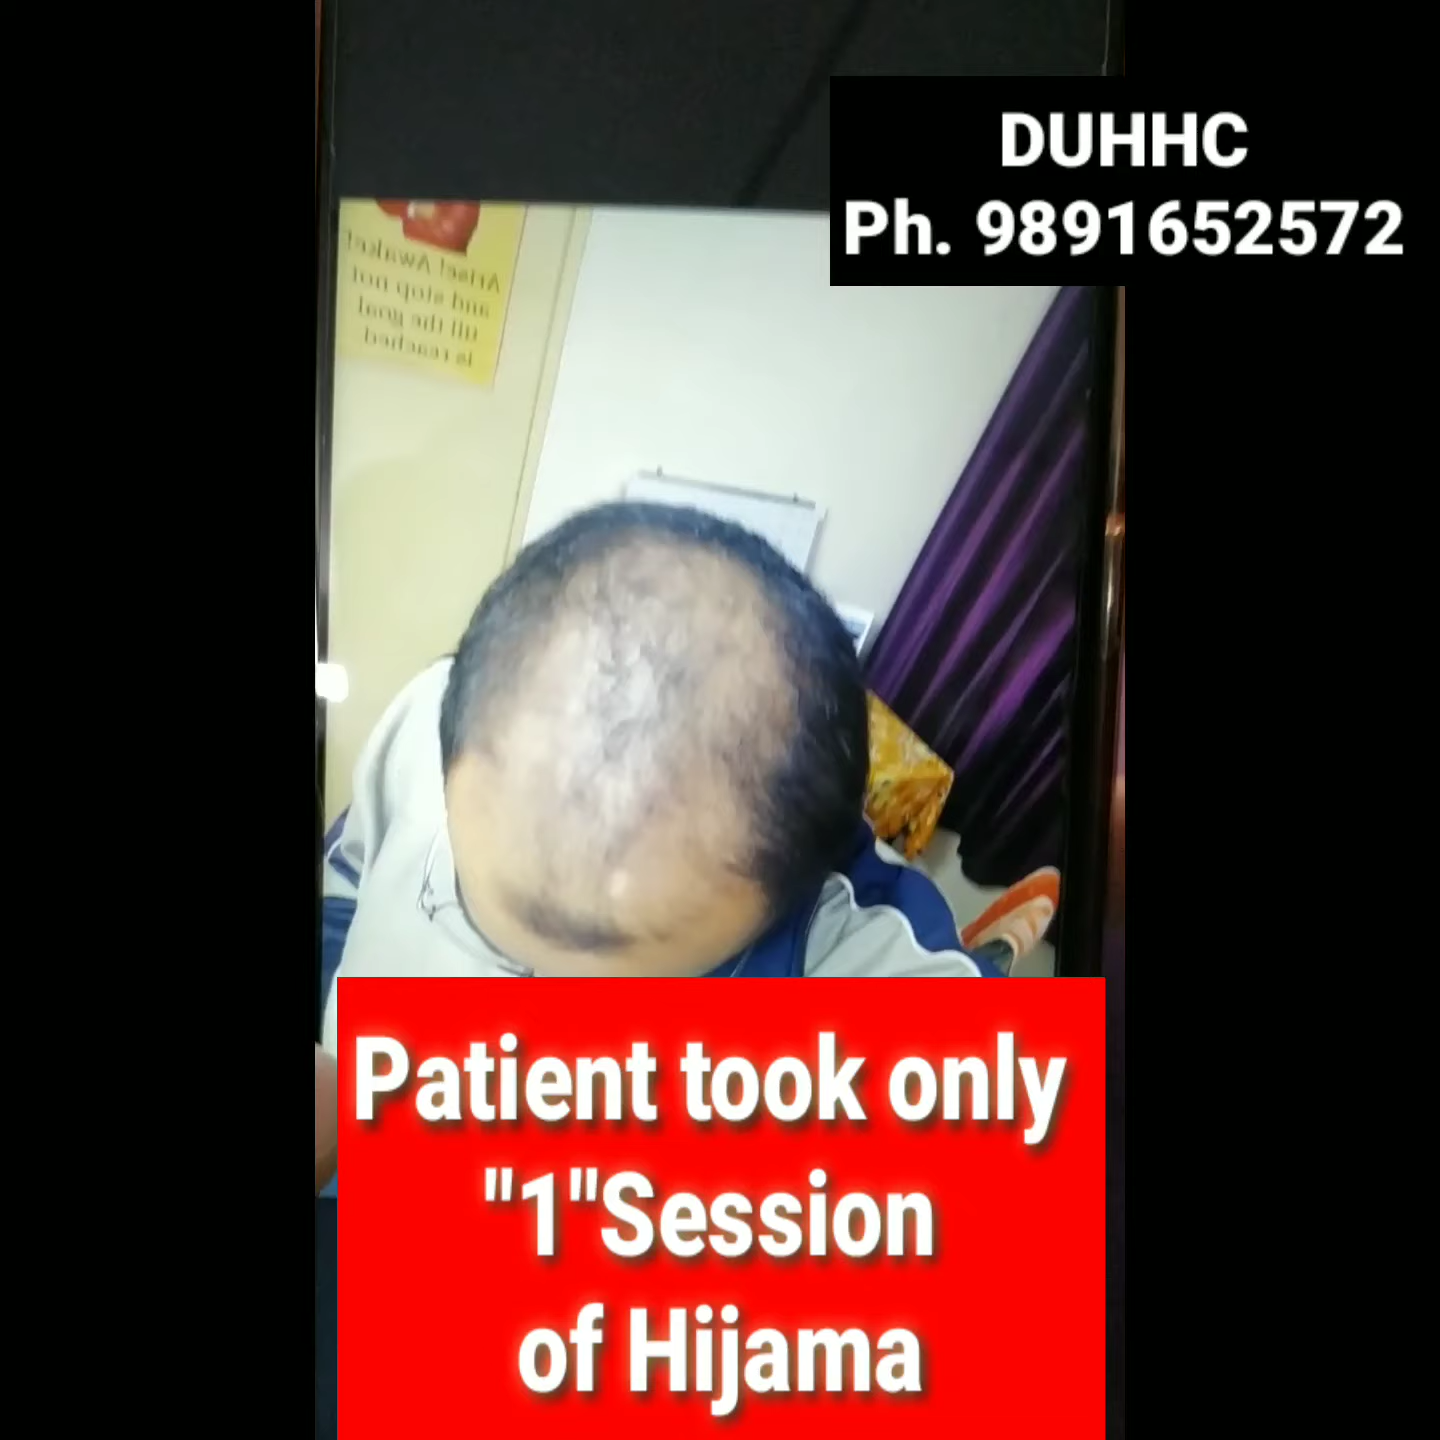 DUHHC
Ph. 9891652572
Arise! Awake!
and stop not
till the goal
is reached
Patient took only
"1"Session
of Hijama